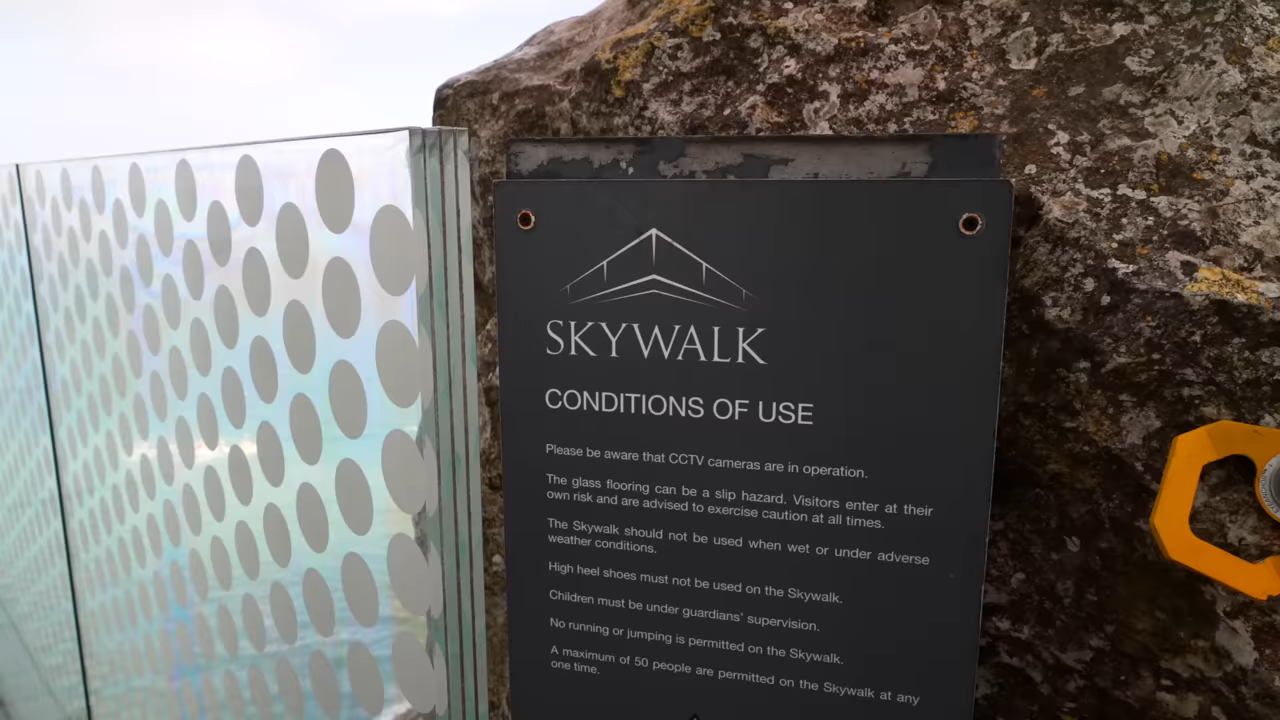 SKYWALK
CONDITIONS OF USE
Please be aware that CCTV cameras are in operation.
The glass flooring can be a slip hazard. Visitors enter at their
own risk and are advised to exercise caution at all times.
The Skywalk should not be used when wet or under adverse
weather conditions.
High heel shoes must not be used on the Skywalk.
Children must be under guardians' supervision.
No running or jumping is permitted on the Skywalk.
A maximum of 50 people are permitted on the Skywalk at any
one time.